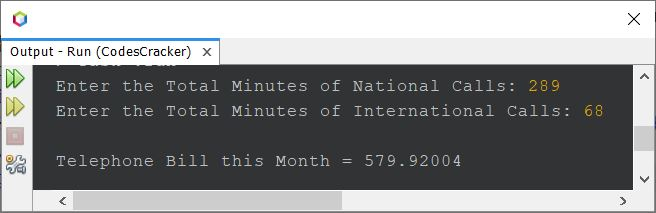 Output - Run (CodesCracker)
Enter the Total Minutes of National Calls: 289
Enter the Total Minutes of International Calls: 68
Telephone Bill this Month = 579.92004